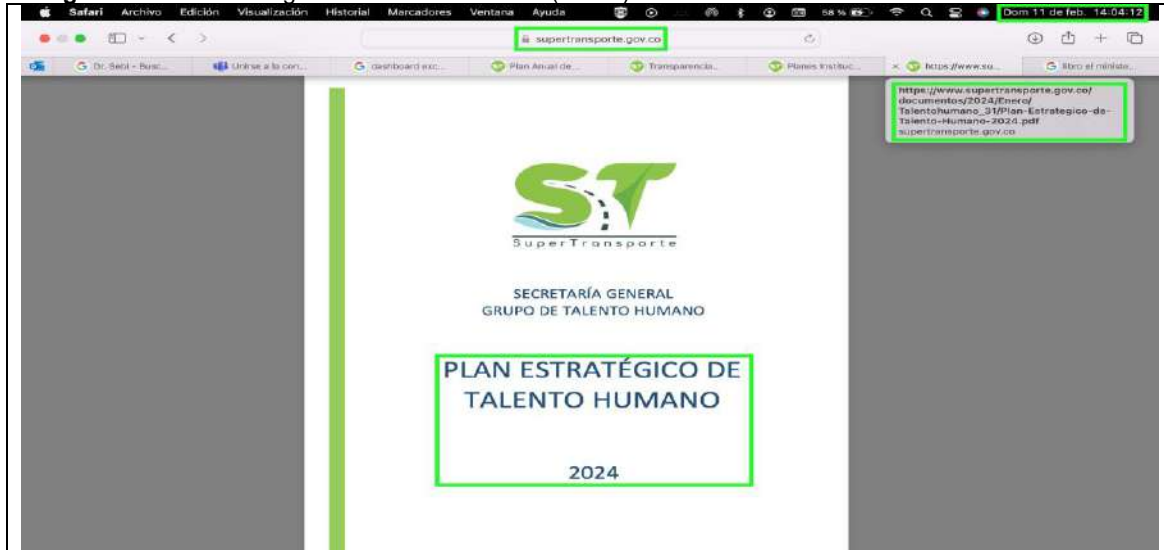 Safari Archivo Edición Visualización Historial Marcadores Ventana Ayuda 58 % Dom 11 de feb. 14:04:12
supertransporte.gov.co
Plan Anual de... Transparencia... Planes Instituc... https://www.su...
https://www.supertransporte.gov.co/
documentos/2024/Enero/
Talentohumano_31/Plan-Estrategico-de-
Talento-Humano-2024.pdf
supertransporte.gov.co
ST
SuperTransporte
SECRETARÍA GENERAL
GRUPO DE TALENTO HUMANO
PLAN ESTRATÉGICO DE
TALENTO HUMANO
2024